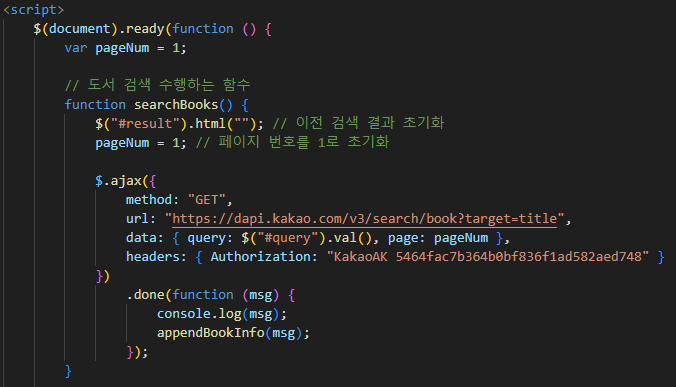 <script>
$(document).ready(function () {
var pageNum = 1;
// 도서 검색 수행하는 함수
function searchBooks() {
$("#result").html(""); // 이전 검색 결과 초기화
pageNum = 1; // 페이지 번호를 1로 초기화
$.ajax({
method: "GET",
url: "https://dapi.kakao.com/v3/search/book?target=title",
data: { query: $("#query").val(), page: pageNum },
headers: { Authorization: "KakaoAK 5464fac7b364b0bf836f1ad582aed748" }
})
.done(function (msg) {
console.log(msg);
appendBookInfo(msg);
});
}